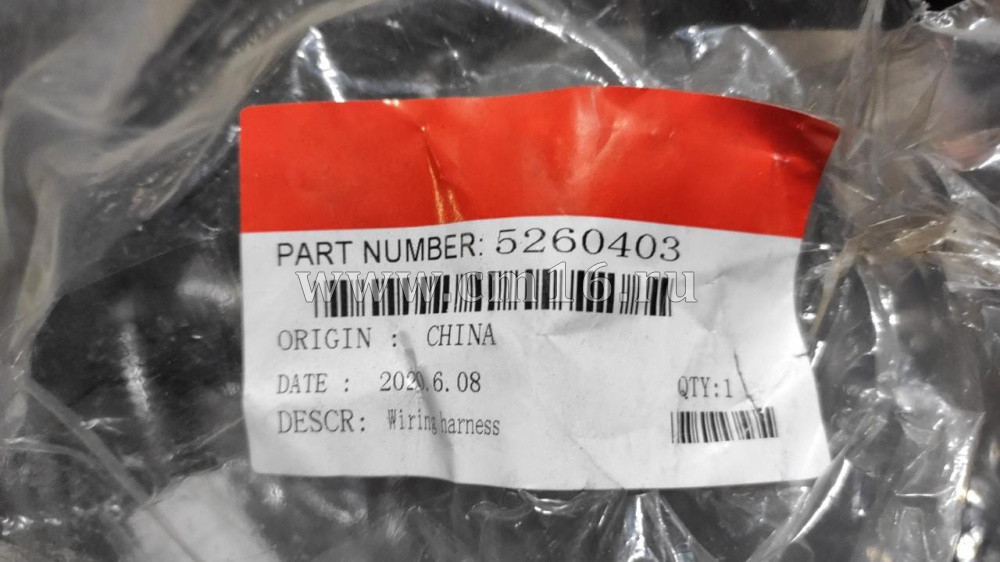 PART NUMBER: 5260403
www.cm16.ru
ORIGIN : CHINA
DATE : 2020.6.08
QTY:1
DESCR: Wiring harness